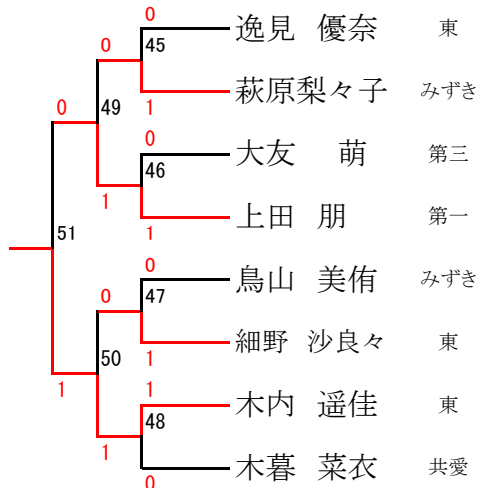 0
45
逸見 優奈 東
0
萩原梨々子 みずき
1
49
0
0
大友 萌 第三
46
1
上田 朋 第一
1
51
0
鳥山 美侑 みずき
47
0
細野 沙良々 東
1
50
1
1
木内 遥佳 東
48
1
木暮 菜衣 共愛
0